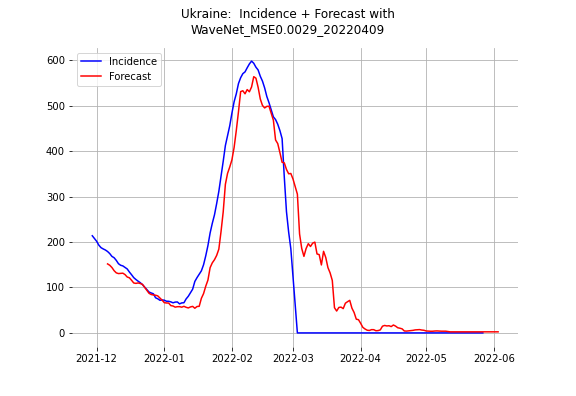 Ukraine:  Incidence + Forecast with
WaveNet_MSE0.0029_20220409
Incidence
Forecast
600
500
400
300
200
100
0
2021-12 2022-01 2022-02 2022-03 2022-04 2022-05 2022-06